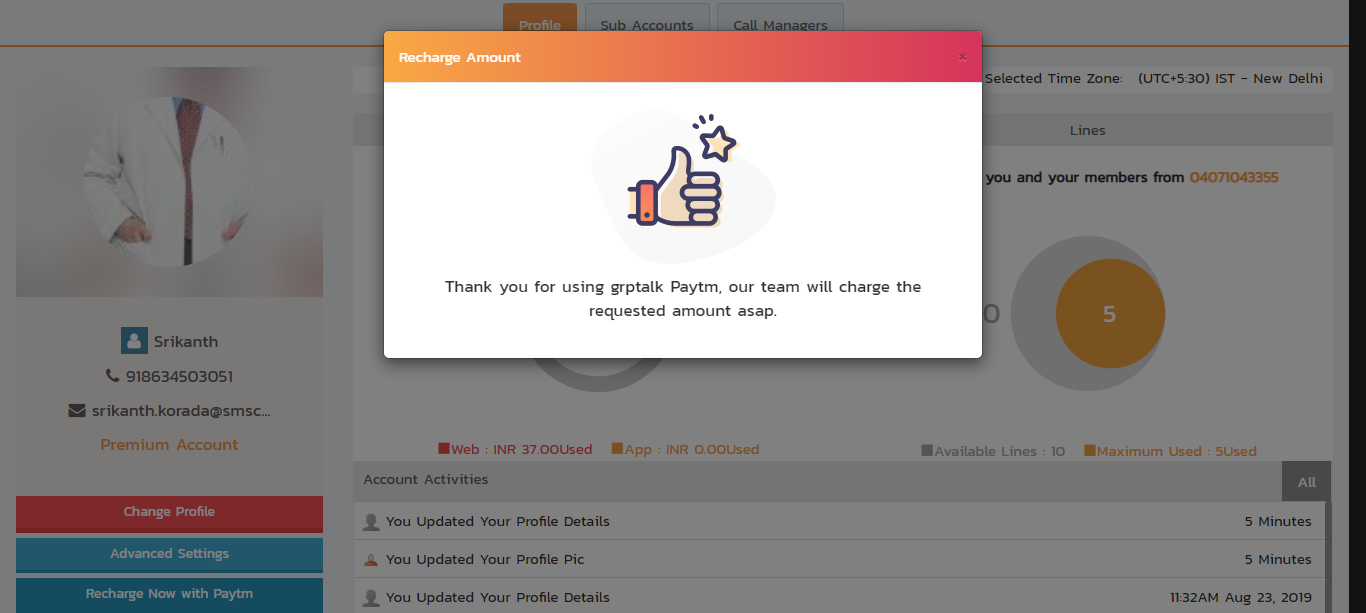 Profile
Sub Accounts
Call Managers
Recharge Amount
×
Selected Time Zone: (UTC+5:30) IST - New Delhi
Lines
you and your members from 04071043355
Thank you for using grptalk Paytm, our team will charge the
requested amount asap.
0
5
Srikanth
918634503051
srikanth.korada@smsc...
Premium Account
Web : INR 37.00Used
App : INR 0.00Used
Available Lines : 10
Maximum Used : 5Used
Account Activities
All
Change Profile
You Updated Your Profile Details
5 Minutes
Advanced Settings
You Updated Your Profile Pic
5 Minutes
Recharge Now with Paytm
You Updated Your Profile Details
11:32AM Aug 23, 2019